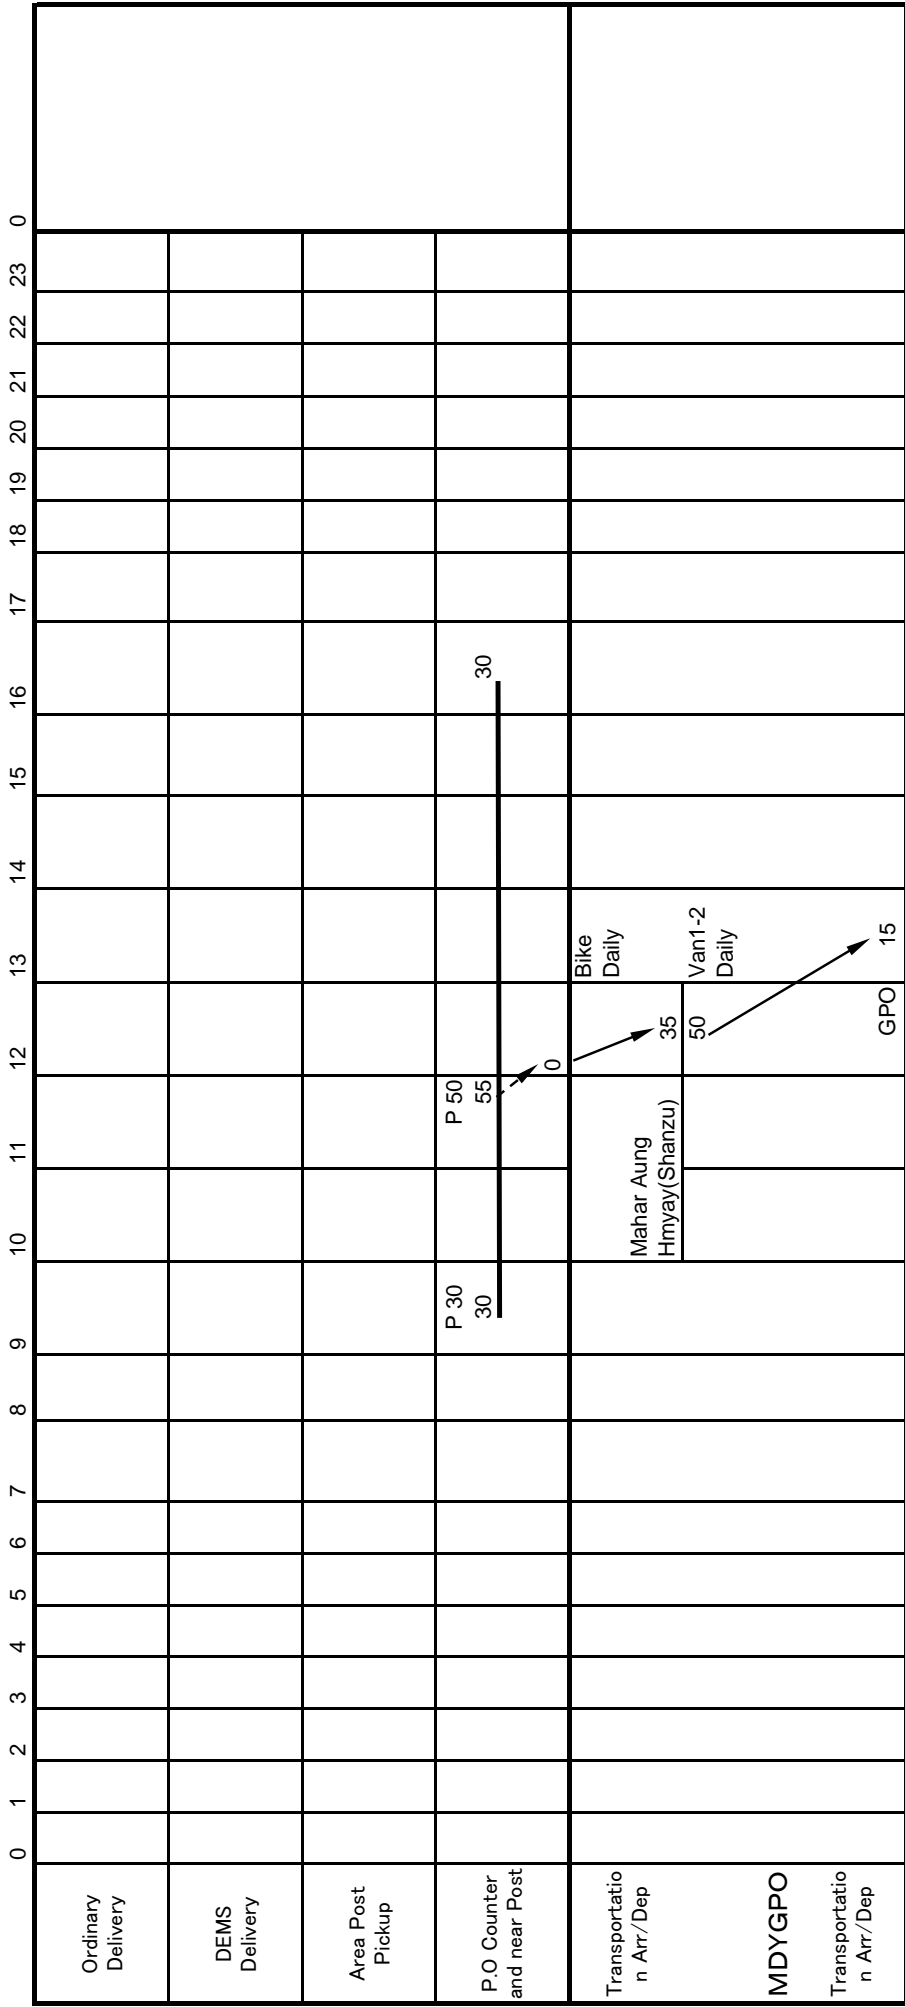 0 1 2 3 4 5 6 7 8 9 10 11 12 13 14 15 16 17 18 19 20 21 22 23 0
Ordinary
Delivery
DEMS
Delivery
Area Post
Pickup
P.O Counter
and near Post
P 30
30
P 50
55
0
30
Transportatio
n Arr/Dep
Mahar Aung
Hmyay(Shanzu)
35
Bike
Daily
50
Van1-2
Daily
MDYGPO
Transportatio
n Arr/Dep
GPO
15